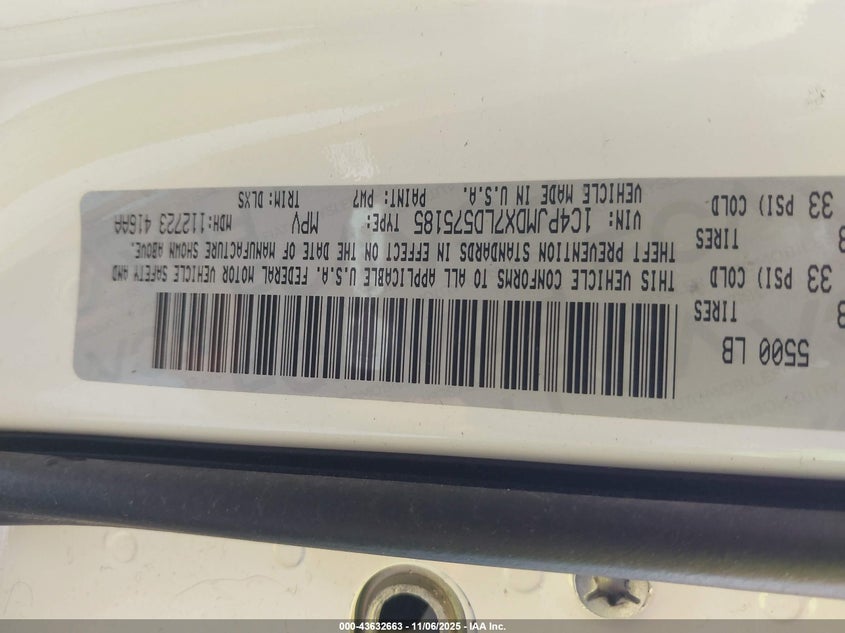 5500 LB
TIRES
33 PSI) COLD
TIRES
33 PSI) COLD
THIS VEHICLE CONFORMS TO ALL APPLICABLE U.S.A. FEDERAL MOTOR VEHICLE SAFETY AND
THEFT PREVENTION STANDARDS IN EFFECT ON THE DATE OF MANUFACTURE SHOWN ABOVE.
VIN: 1C4PJMDX7LD575185 TYPE: MPV MDH:112723 416AA
VEHICLE MADE IN U.S.A. PAINT: PW7 TRIM: DLXS
000-43632663 - 11/06/2025 - IAA Inc.